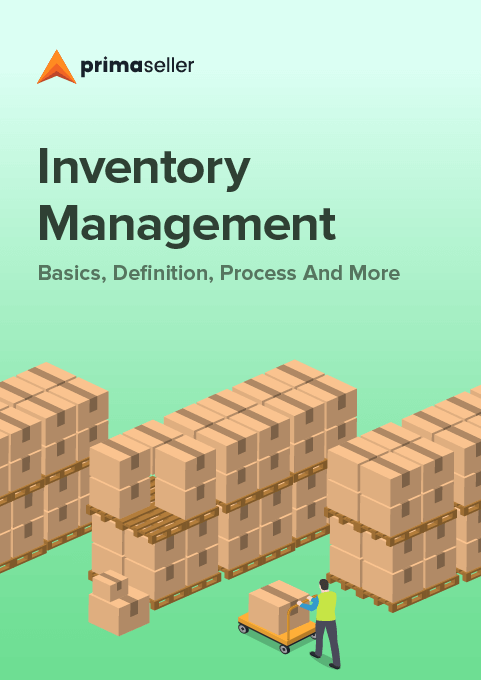 primaseller
Inventory
Management
Basics, Definition, Process And More